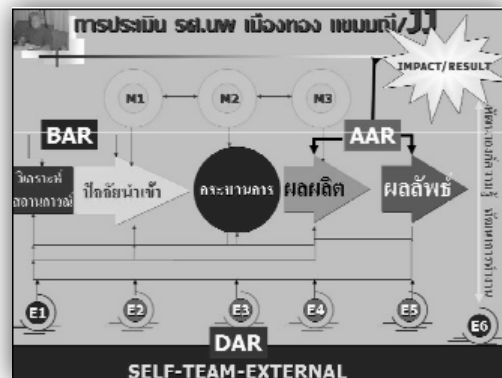 การประเมิน รศ.นพ เมืองทอง แขมมณี/JJ
IMPACT/RESULT
M1 M2 M3
BAR AAR
วิเคราะห์
สถานการณ์
ปัจจัยนำเข้า
กระบวนการ
ผลผลิต
ผลลัพธ์
E1 E2 E3 E4 E5 E6
DAR
SELF-TEAM-EXTERNAL